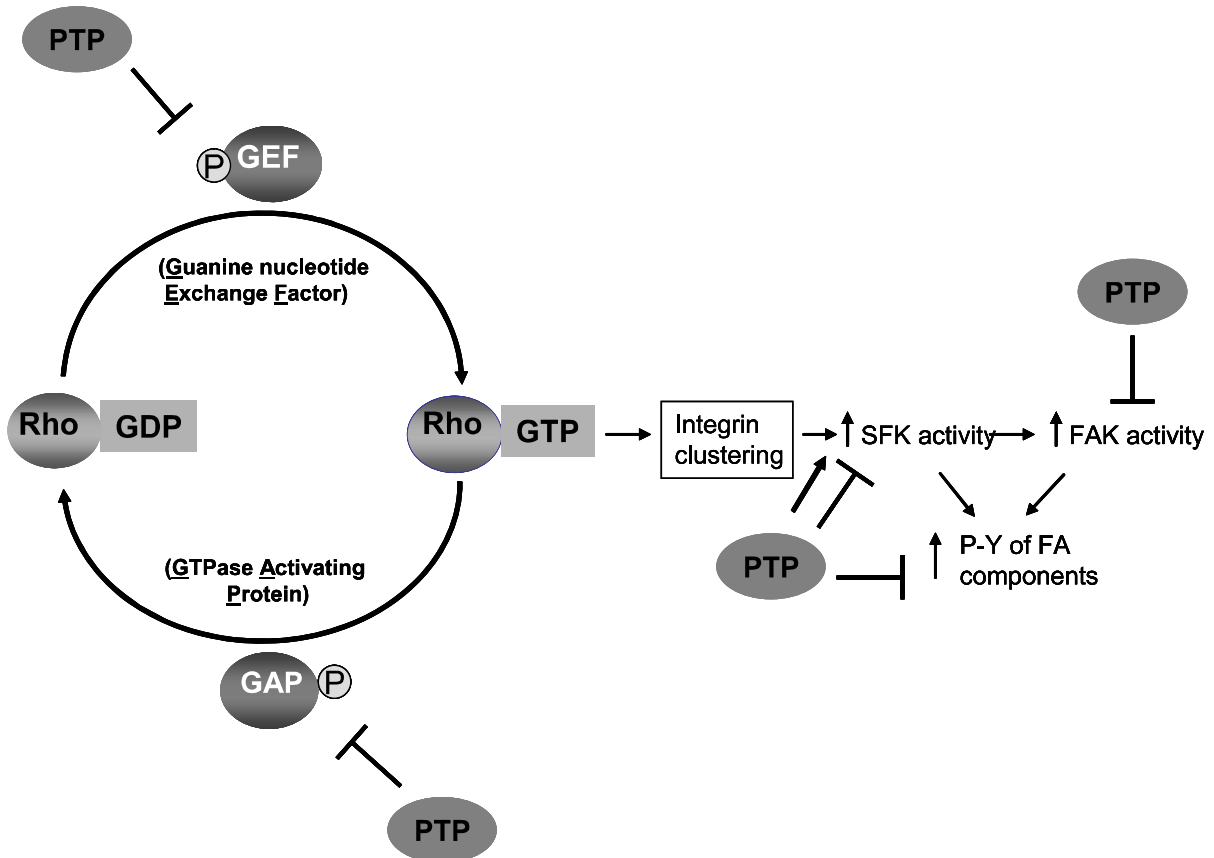 PTP
P
GEF
(Guanine nucleotide
Exchange Factor)
PTP
Rho
GDP
Rho
GTP
Integrin
clustering
SFK activity
FAK activity
PTP
P-Y of FA
components
(GTPase Activating
Protein)
GAP
P
PTP